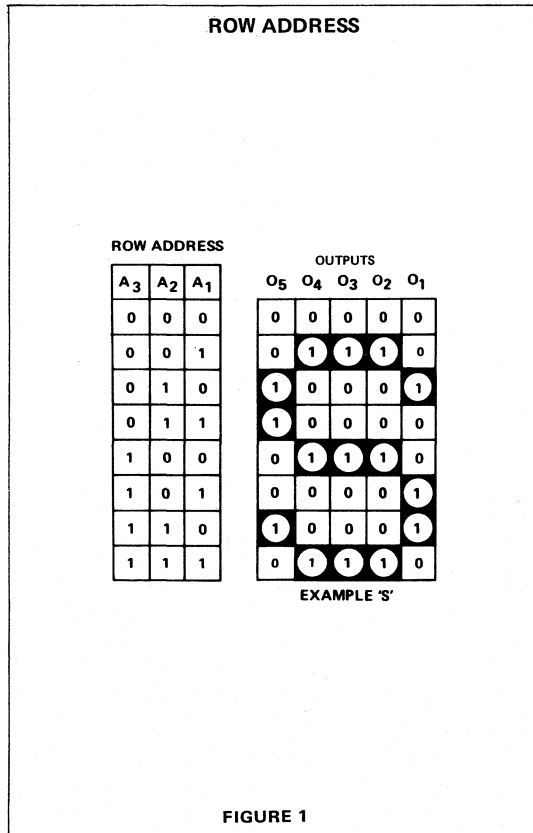 ROW ADDRESS
ROW ADDRESS
OUTPUTS
A3 A2 A1 O5 O4 O3 O2 O1
0 0 0 0 0 0 0 0
0 0 1 0 1 1 1 0
0 1 0 1 0 0 0 1
0 1 1 1 0 0 0 0
1 0 0 0 1 1 1 0
1 0 1 0 0 0 0 1
1 1 0 1 0 0 0 1
1 1 1 0 1 1 1 0
EXAMPLE 'S'
FIGURE 1